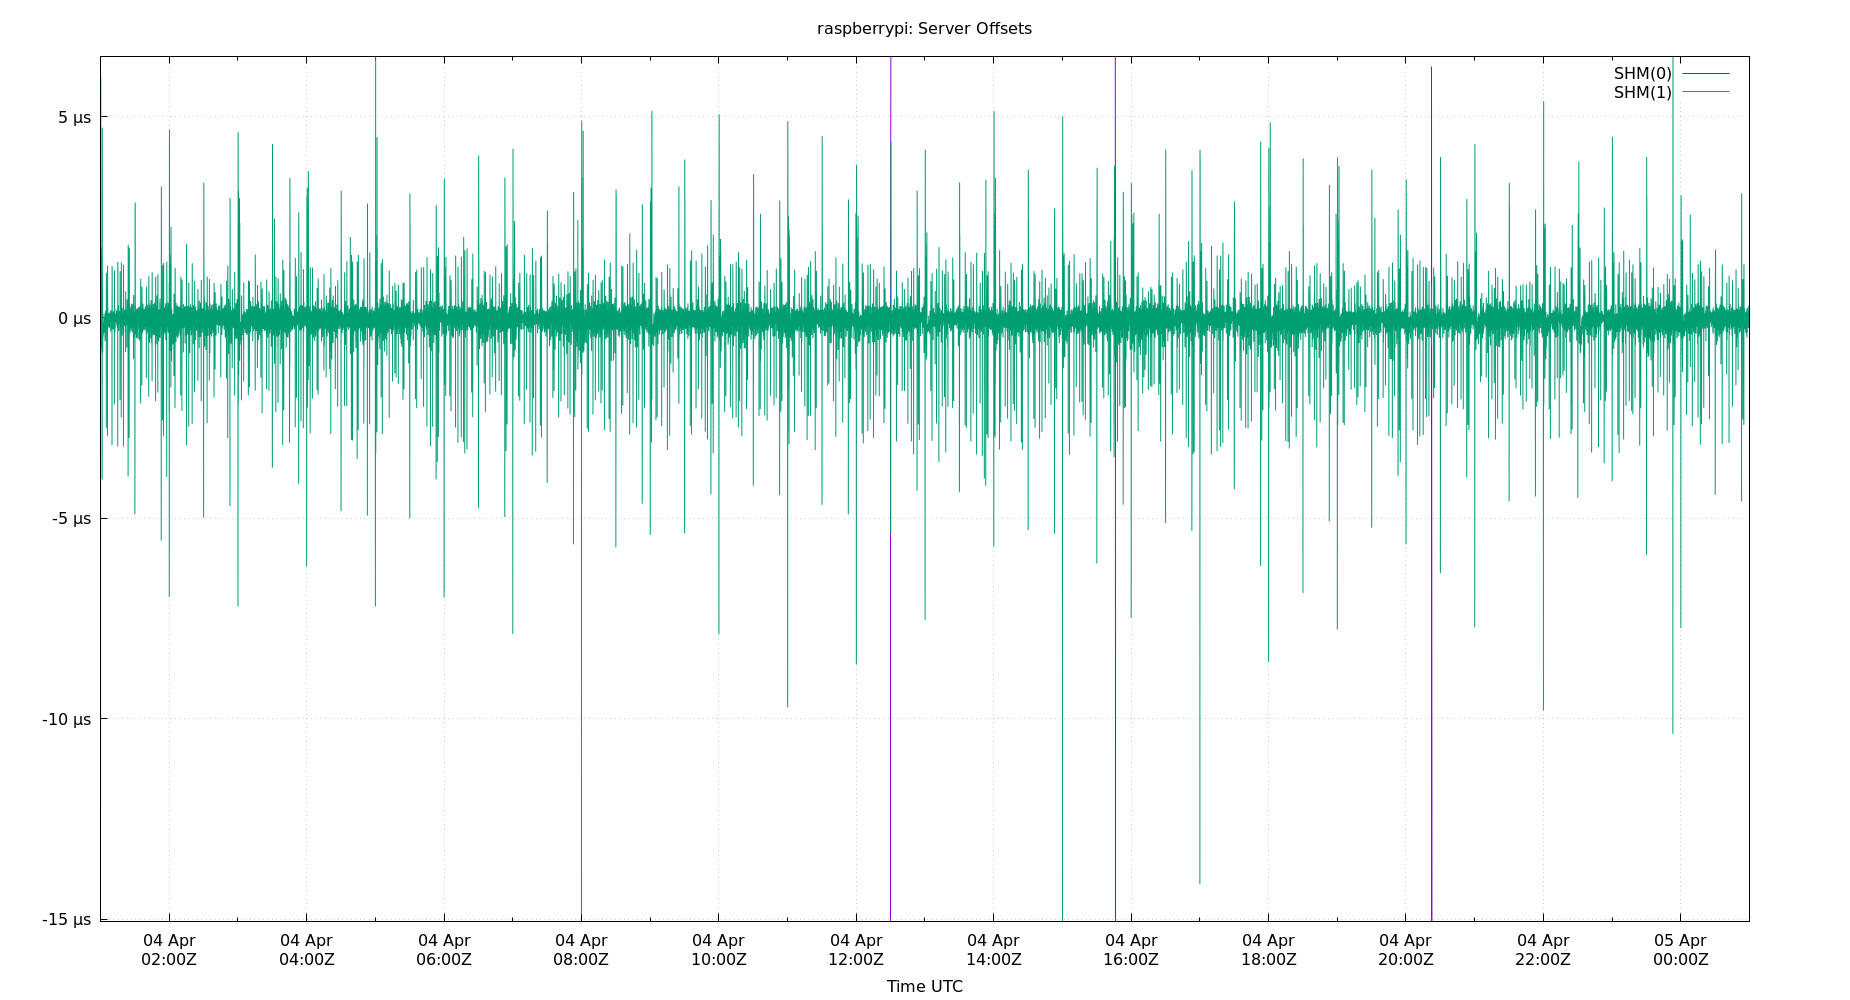 raspberrypi: Server Offsets
SHM(0)
SHM(1)
5 µs
0 µs
-5 µs
-10 µs
-15 µs
04 Apr 04 Apr 04 Apr 04 Apr 04 Apr 04 Apr 04 Apr 04 Apr 04 Apr 04 Apr 04 Apr 05 Apr
02:00Z 04:00Z 06:00Z 08:00Z 10:00Z 12:00Z 14:00Z 16:00Z 18:00Z 20:00Z 22:00Z 00:00Z
Time UTC